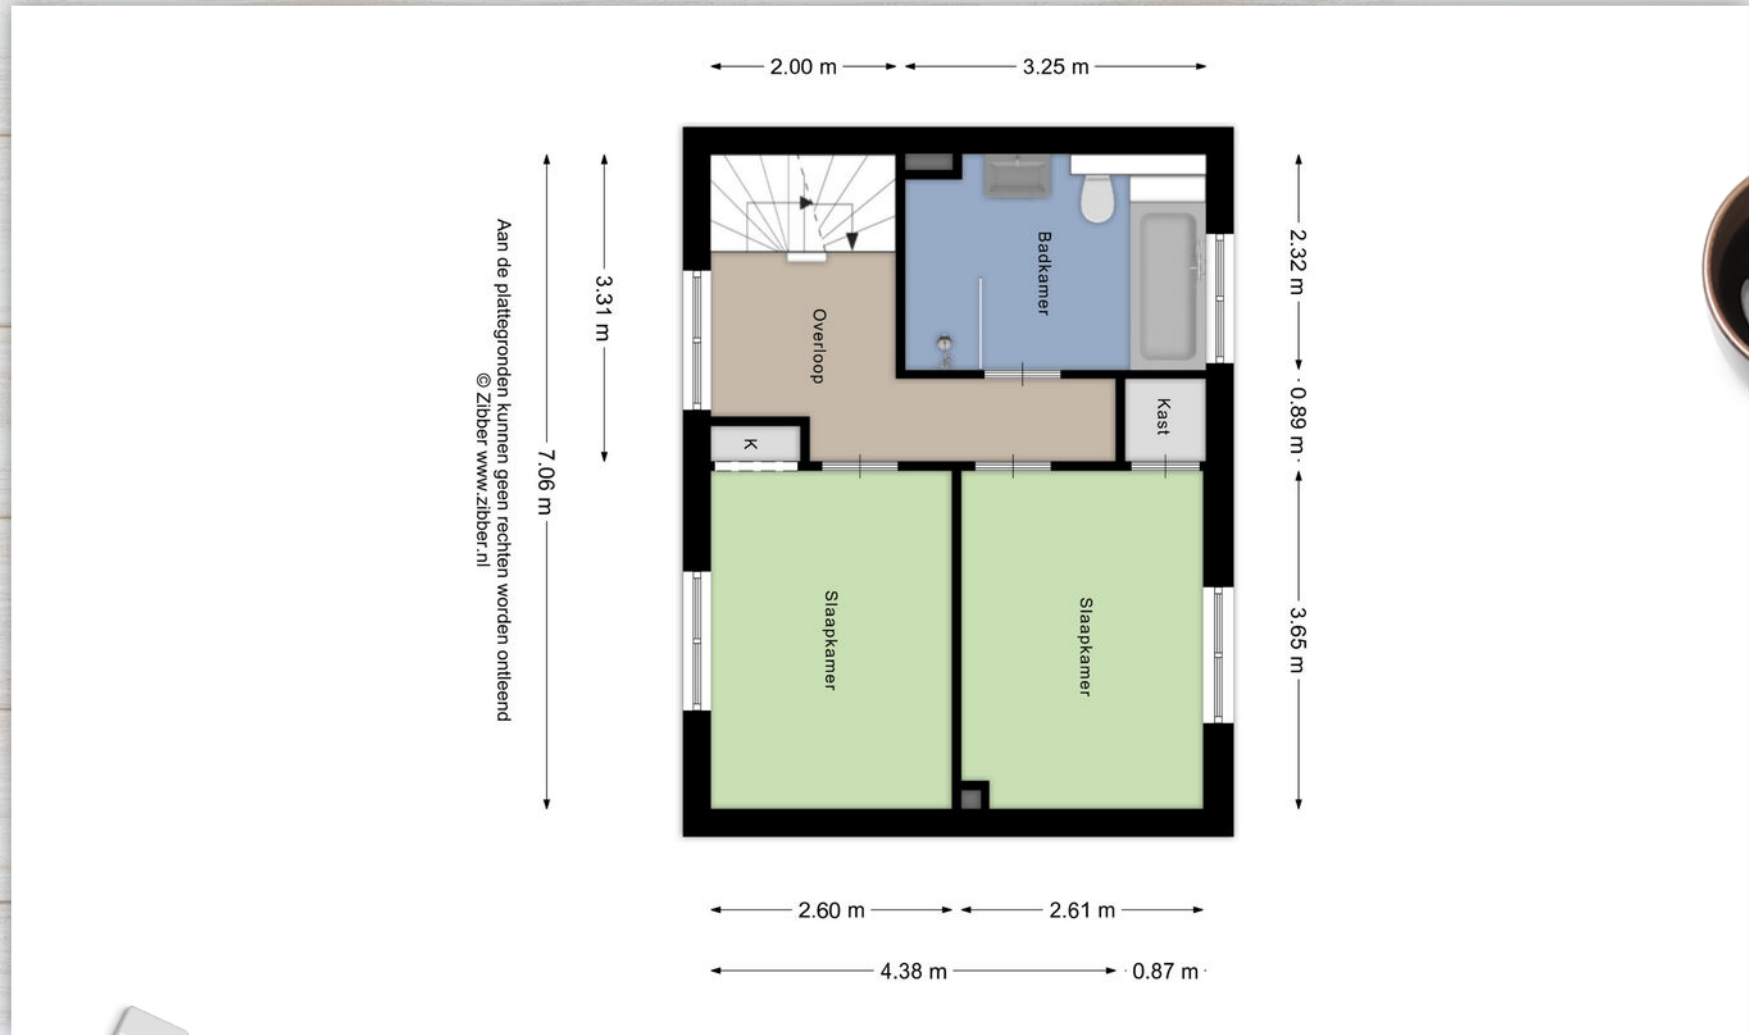 2.00 m
3.25 m
Badkamer
2.32 m
Overloop
3.31 m
Aan de plattegronden kunnen geen rechten worden ontleend
© Zibber www.zibber.nl
7.06 m
K
Kast
0.89 m
Slaapkamer
Slaapkamer
3.65 m
2.60 m
2.61 m
4.38 m
0.87 m